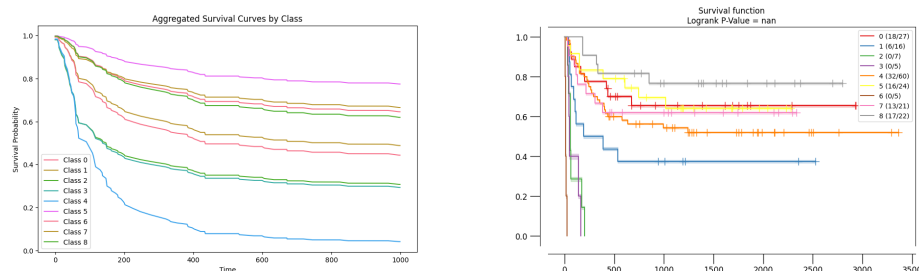 Aggregated Survival Curves by Class
Survival Probability
1.0
0.8
0.6
0.4
0.2
0.0
Class 0
Class 1
Class 2
Class 3
Class 4
Class 5
Class 6
Class 7
Class 8
0
200
400
600
800
1000
Time
Survival function
Logrank P-Value = nan
1.0
0.8
0.6
0.4
0.2
0.0
0 (18/27)
1 (6/16)
2 (0/7)
3 (0/5)
4 (32/60)
5 (16/24)
6 (0/5)
7 (13/21)
8 (17/22)
0
500
1000
1500
2000
2500
3000
3500